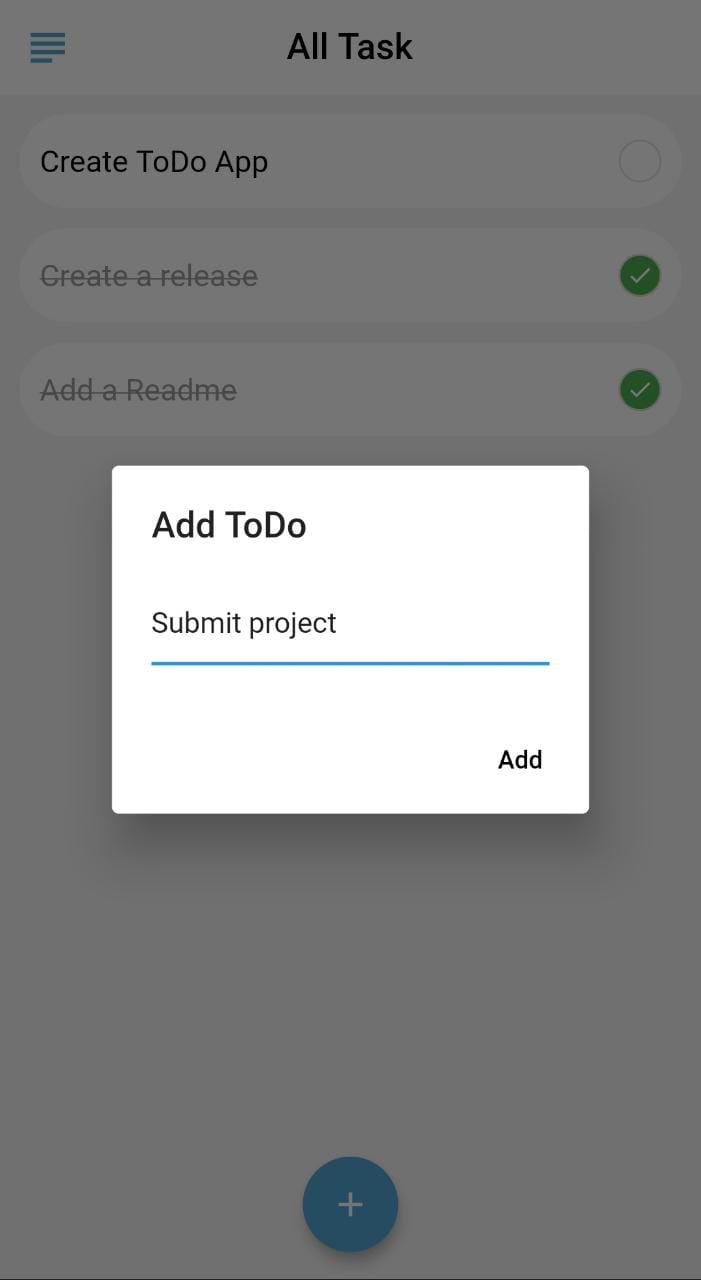 All Task
Create ToDo App
Create a release
Add a Readme
Add ToDo
Submit project
Add